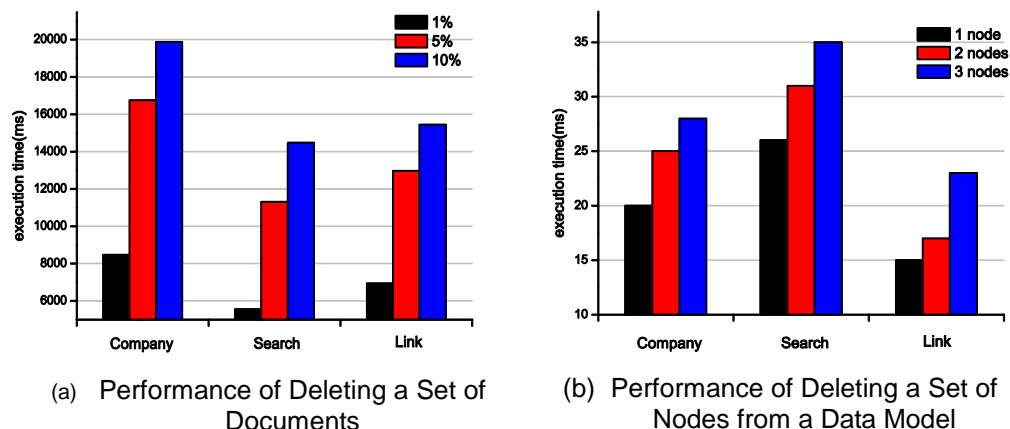 1%
5%
10%
20000
18000
16000
14000
12000
10000
8000
6000
execution time(ms)
Company
Search
Link
(a) Performance of Deleting a Set of
Documents
1 node
2 nodes
3 nodes
35
30
25
20
15
10
execution time(ms)
Company
Search
Link
(b) Performance of Deleting a Set of
Nodes from a Data Model